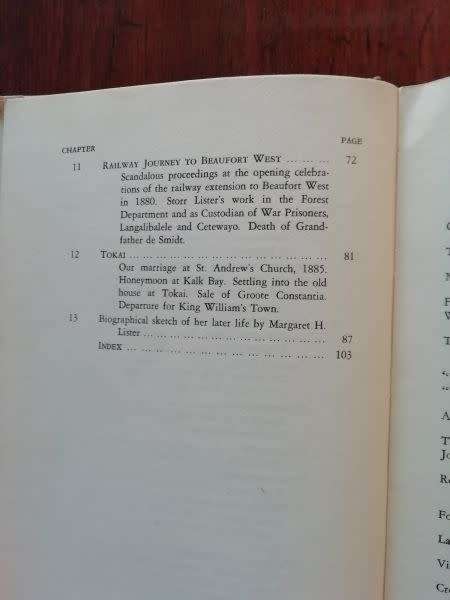 CHAPTER PAGE
11 RAILWAY JOURNEY TO BEAUFORT WEST ... ... ... 72
Scandalous proceedings at the opening celebra-
tions of the railway extension to Beaufort West
in 1880. Storr Lister's work in the Forest
Department and as Custodian of War Prisoners,
Langalibalele and Cetewayo. Death of Grand-
father de Smidt.
12 TOKAI ... ... ... ... ... ... ... ... ... ... ... ... 81
Our marriage at St. Andrew's Church, 1885.
Honeymoon at Kalk Bay. Settling into the old
house at Tokai. Sale of Groote Constantia.
Departure for King William's Town.
13 Biographical sketch of her later life by Margaret H.
Lister ... ... ... ... ... ... ... ... ... ... ... ... 87
INDEX ... ... ... ... ... ... ... ... ... ... ... ... 103